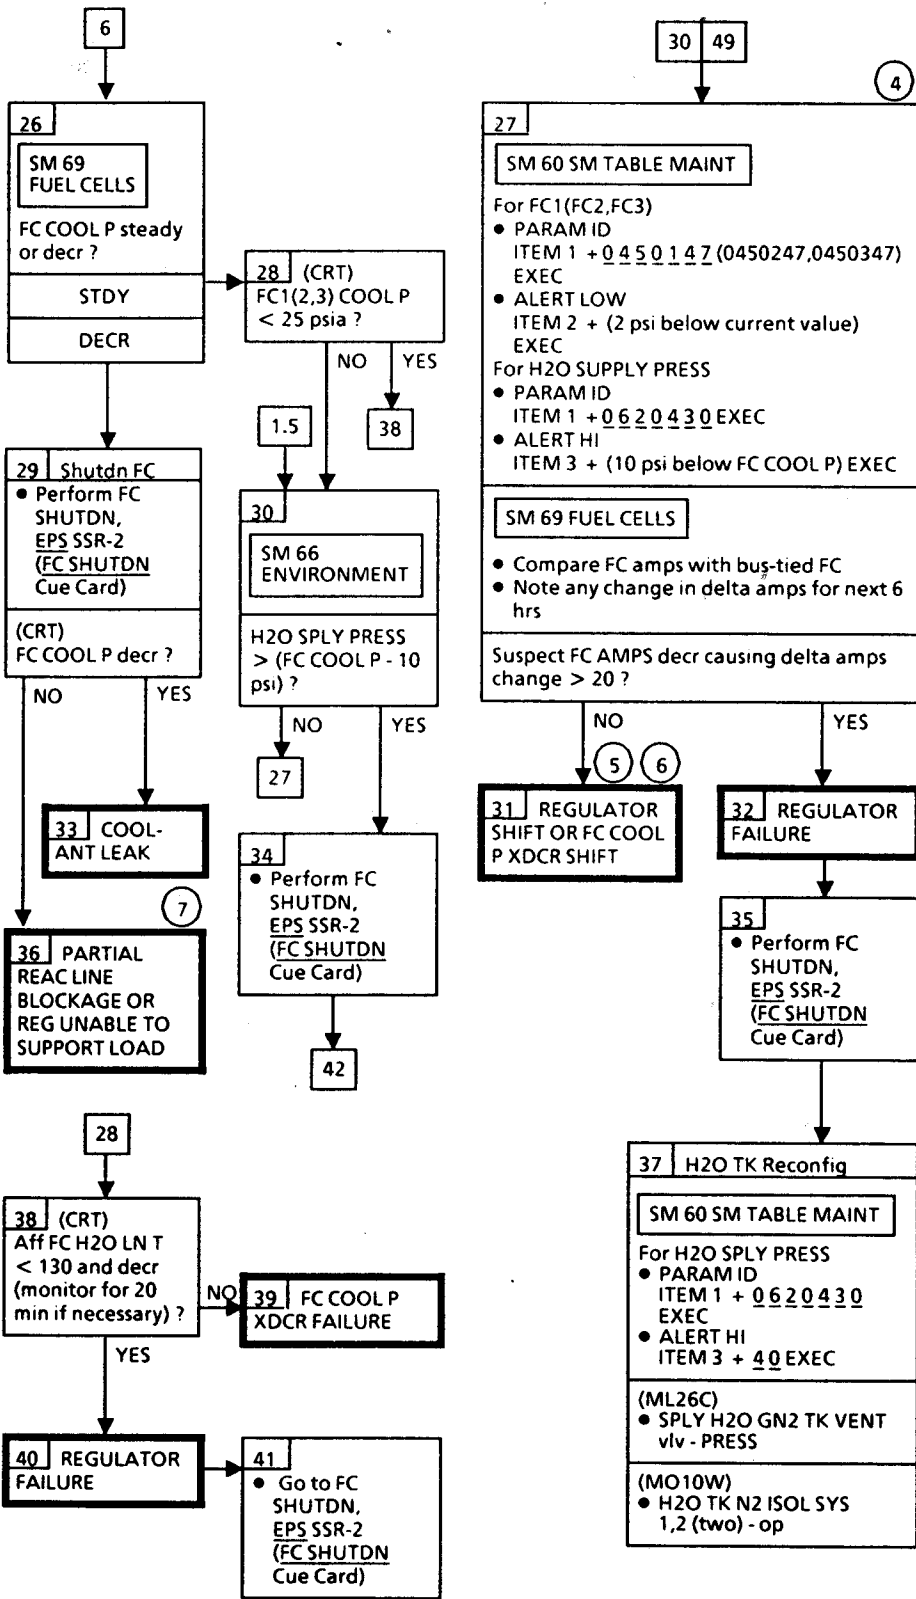 6
26
SM 69
FUEL CELLS
FC COOL P steady
or decr ?
STDY
DECR
28 (CRT)
FC1(2,3) COOL P
< 25 psia ?
NO
YES
38
1.5
29 Shutdn FC
• Perform FC
SHUTDN,
EPS SSR-2
(FC SHUTDN
Cue Card)
(CRT)
FC COOL P decr ?
NO
YES
33 COOL-
ANT LEAK
7
36 PARTIAL
REAC LINE
BLOCKAGE OR
REG UNABLE TO
SUPPORT LOAD
30
SM 66
ENVIRONMENT
H2O SPLY PRESS
> (FC COOL P - 10
psi) ?
NO
YES
27
34
• Perform FC
SHUTDN,
EPS SSR-2
(FC SHUTDN
Cue Card)
42
28
38 (CRT)
Aff FC H2O LN T
< 130 and decr
(monitor for 20
min if necessary) ?
NO
39 FC COOL P
XDCR FAILURE
YES
40 REGULATOR
FAILURE
41
• Go to FC
SHUTDN,
EPS SSR-2
(FC SHUTDN
Cue Card)
30 49
4
27
SM 60 SM TABLE MAINT
For FC1(FC2,FC3)
• PARAM ID
ITEM 1 + 0 4 5 0 1 4 7 (0450247,0450347)
EXEC
• ALERT LOW
ITEM 2 + (2 psi below current value)
EXEC
For H2O SUPPLY PRESS
• PARAM ID
ITEM 1 + 0 6 2 0 4 3 0 EXEC
• ALERT HI
ITEM 3 + (10 psi below FC COOL P) EXEC
SM 69 FUEL CELLS
• Compare FC amps with bus-tied FC
• Note any change in delta amps for next 6
hrs
Suspect FC AMPS decr causing delta amps
change > 20 ?
NO
YES
5 6
31 REGULATOR
SHIFT OR FC COOL
P XDCR SHIFT
32 REGULATOR
FAILURE
35
• Perform FC
SHUTDN,
EPS SSR-2
(FC SHUTDN
Cue Card)
37 H2O TK Reconfig
SM 60 SM TABLE MAINT
For H2O SPLY PRESS
• PARAM ID
ITEM 1 + 0 6 2 0 4 3 0
EXEC
• ALERT HI
ITEM 3 + 4 0 EXEC
(ML26C)
• SPLY H2O GN2 TK VENT
vlv - PRESS
(MO10W)
• H2O TK N2 ISOL SYS
1,2 (two) - op